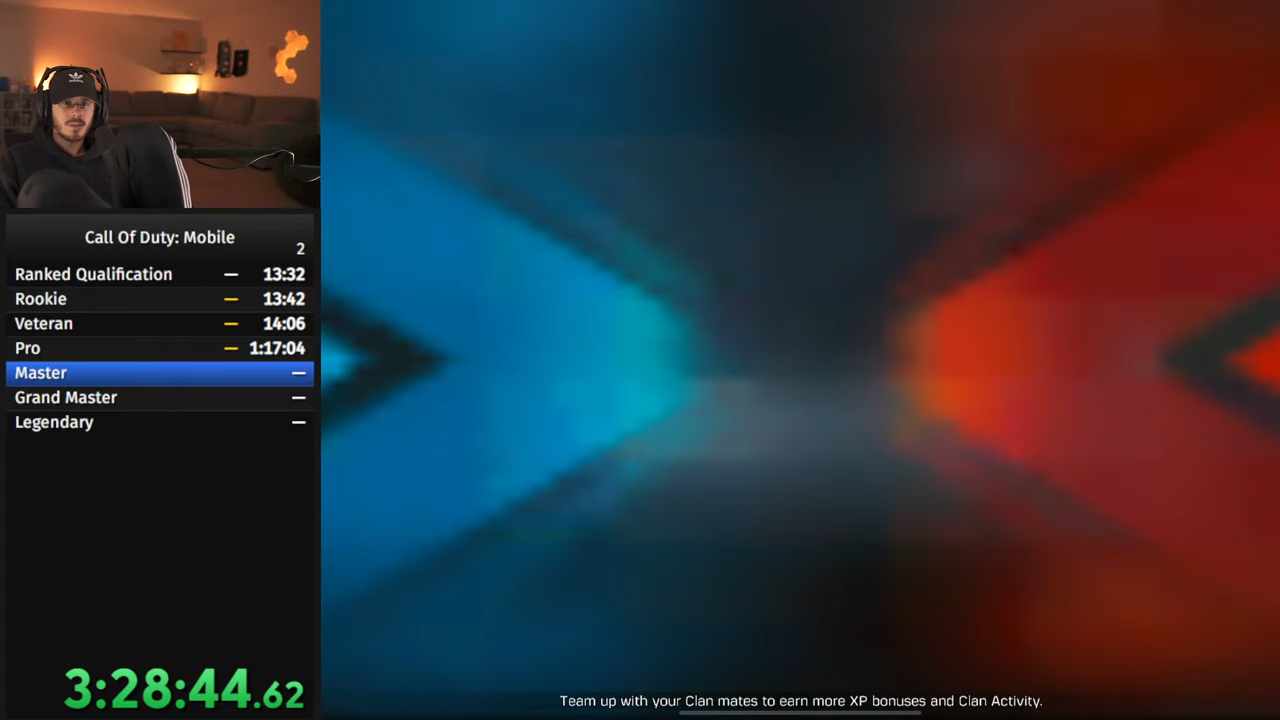 Call Of Duty: Mobile
2
Ranked Qualification — 13:32
Rookie — 13:42
Veteran — 14:06
Pro — 1:17:04
Master —
Grand Master —
Legendary —
3:28:44.62
Team up with your Clan mates to earn more XP bonuses and Clan Activity.